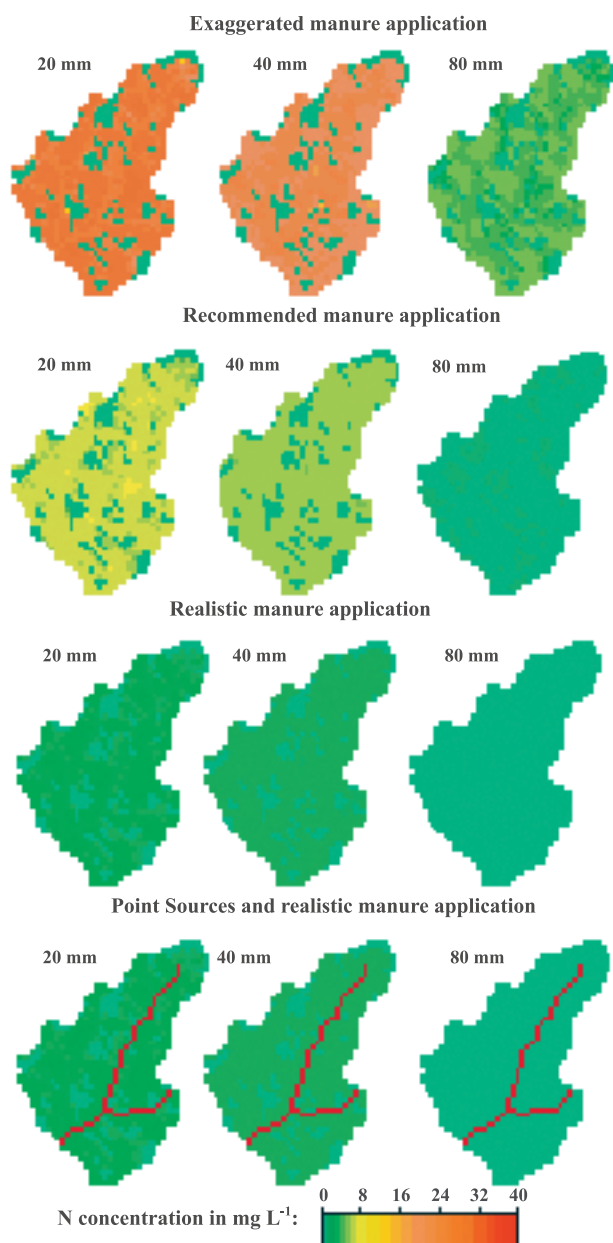 Exaggerated manure application
20 mm 40 mm 80 mm
Recommended manure application
20 mm 40 mm 80 mm
Realistic manure application
20 mm 40 mm 80 mm
Point Sources and realistic manure application
20 mm 40 mm 80 mm
N concentration in mg L⁻¹: 0 8 16 24 32 40